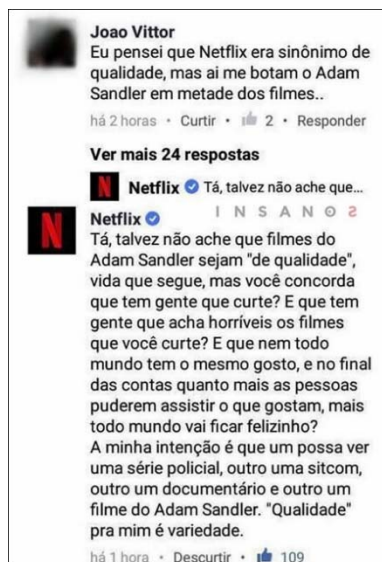 Joao Vittor
Eu pensei que Netflix era sinônimo de
qualidade, mas ai me botam o Adam
Sandler em metade dos filmes..
há 2 horas · Curtir · 2 · Responder
Ver mais 24 respostas
N Netflix Tá, talvez não ache que...
INSANOS
N Netflix
Tá, talvez não ache que filmes do
Adam Sandler sejam "de qualidade",
vida que segue, mas você concorda
que tem gente que curte? E que tem
gente que acha horríveis os filmes
que você curte? E que nem todo
mundo tem o mesmo gosto, e no final
das contas quanto mais as pessoas
puderem assistir o que gostam, mais
todo mundo vai ficar felizinho?
A minha intenção é que um possa ver
uma série policial, outro uma sitcom,
outro um documentário e outro um
filme do Adam Sandler. "Qualidade"
pra mim é variedade.
há 1 hora · Descurtir · 109